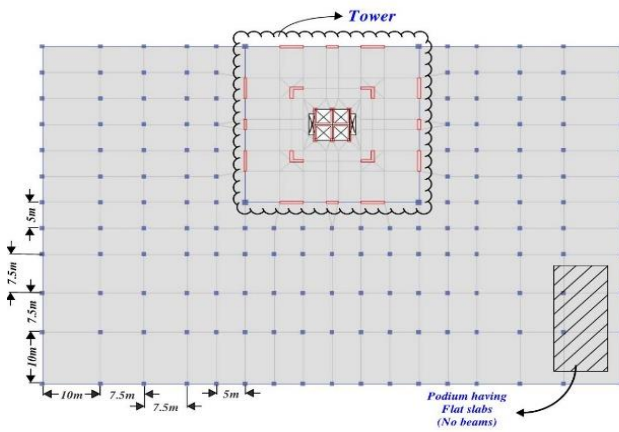 Tower
5m
7.5m
7.5m
10m
10m
7.5m
7.5m
5m
Podium having
Flat slabs
(No beams)